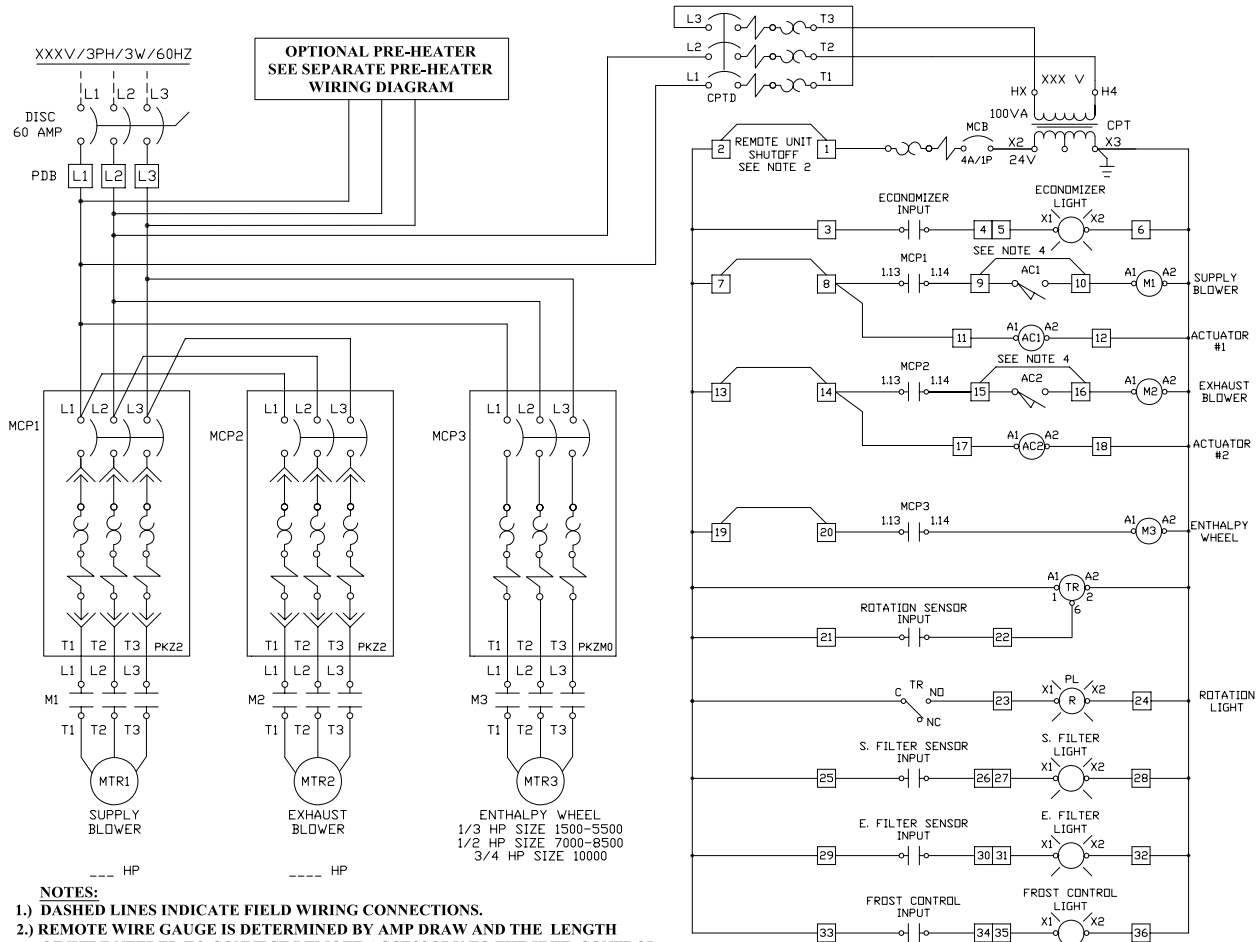 XXXV/3PH/3W/60HZ
L1 L2 L3
DISC
60 AMP
PDB L1 L2 L3
OPTIONAL PRE-HEATER
SEE SEPARATE PRE-HEATER
WIRING DIAGRAM
L3 T3
L2 T2
L1 T1
CPTD
HX XXX V H4
100VA
CPT
MCB
X2 X3
4A/1P 24V
2 REMOTE UNIT 1
SHUTOFF
SEE NOTE 2
ECONOMIZER
INPUT
ECONOMIZER
LIGHT
3 4 5 X1 X2 6
SEE NOTE 4
7 8 1.13 MCP1 1.14 9 AC1 10 A1 M1 A2
SUPPLY
BLOWER
11 A1 AC1 A2 12
ACTUATOR
#1
SEE NOTE 4
13 14 1.13 MCP2 1.14 15 AC2 16 A1 M2 A2
EXHAUST
BLOWER
17 A1 AC2 A2 18
ACTUATOR
#2
19 20 1.13 MCP3 1.14 A1 M3 A2
ENTHALPY
WHEEL
A1 TR A2
1 2
6
ROTATION SENSOR
INPUT
21 22
C TR NO
NC
23 X1 PL X2 24
R
ROTATION
LIGHT
S. FILTER SENSOR
INPUT
S. FILTER
LIGHT
25 26 27 X1 X2 28
E. FILTER SENSOR
INPUT
E. FILTER
LIGHT
29 30 31 X1 X2 32
FROST CONTROL
INPUT
FROST CONTROL
LIGHT
33 34 35 X1 X2 36
MCP1 L1 L2 L3
T1 T2 T3 PKZ2
L1 L2 L3
M1
T1 T2 T3
MTR1
SUPPLY
BLOWER
___ HP
MCP2 L1 L2 L3
T1 T2 T3 PKZ2
L1 L2 L3
M2
T1 T2 T3
MTR2
EXHAUST
BLOWER
____ HP
MCP3 L1 L2 L3
T1 T2 T3 PKZM0
L1 L2 L3
M3
T1 T2 T3
MTR3
ENTHALPY WHEEL
1/3 HP SIZE 1500-5500
1/2 HP SIZE 7000-8500
3/4 HP SIZE 10000
NOTES:
1.) DASHED LINES INDICATE FIELD WIRING CONNECTIONS.
2.) REMOTE WIRE GAUGE IS DETERMINED BY AMP DRAW AND THE LENGTH